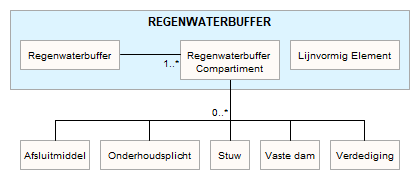 REGENWATERBUFFER
Regenwaterbuffer
Regenwaterbuffer
Compartiment
Lijnvormig Element
1..*
0..*
Afsluitmiddel
Onderhoudsplicht
Stuw
Vaste dam
Verdediging